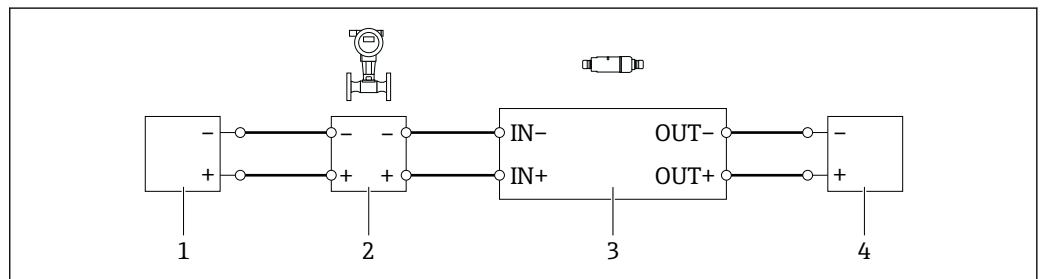 − − − IN− OUT− −
+ + + IN+ OUT+ +
1 2 3 4